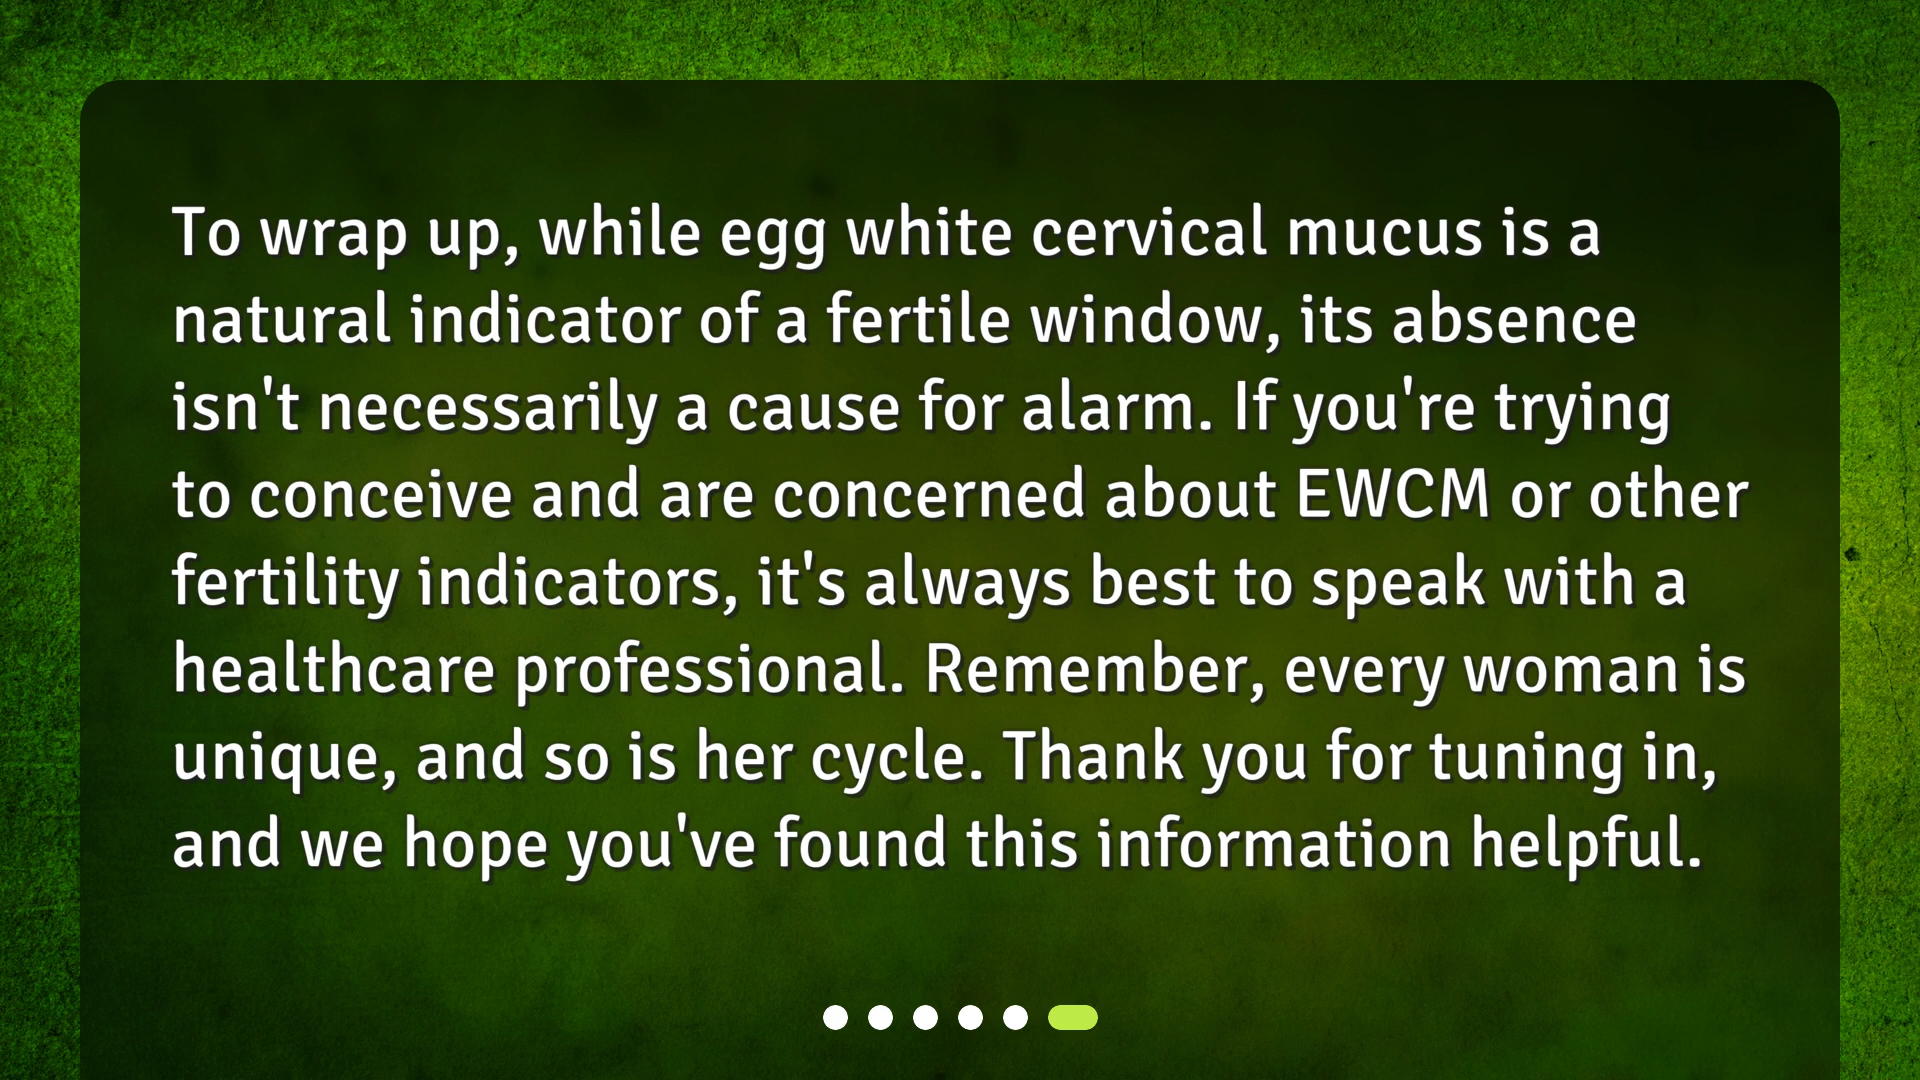 To wrap up, while egg white cervical mucus is a
natural indicator of a fertile window, its absence
isn't necessarily a cause for alarm. If you're trying
to conceive and are concerned about EWCM or other
fertility indicators, it's always best to speak with a
healthcare professional. Remember, every woman is
unique, and so is her cycle. Thank you for tuning in,
and we hope you've found this information helpful.